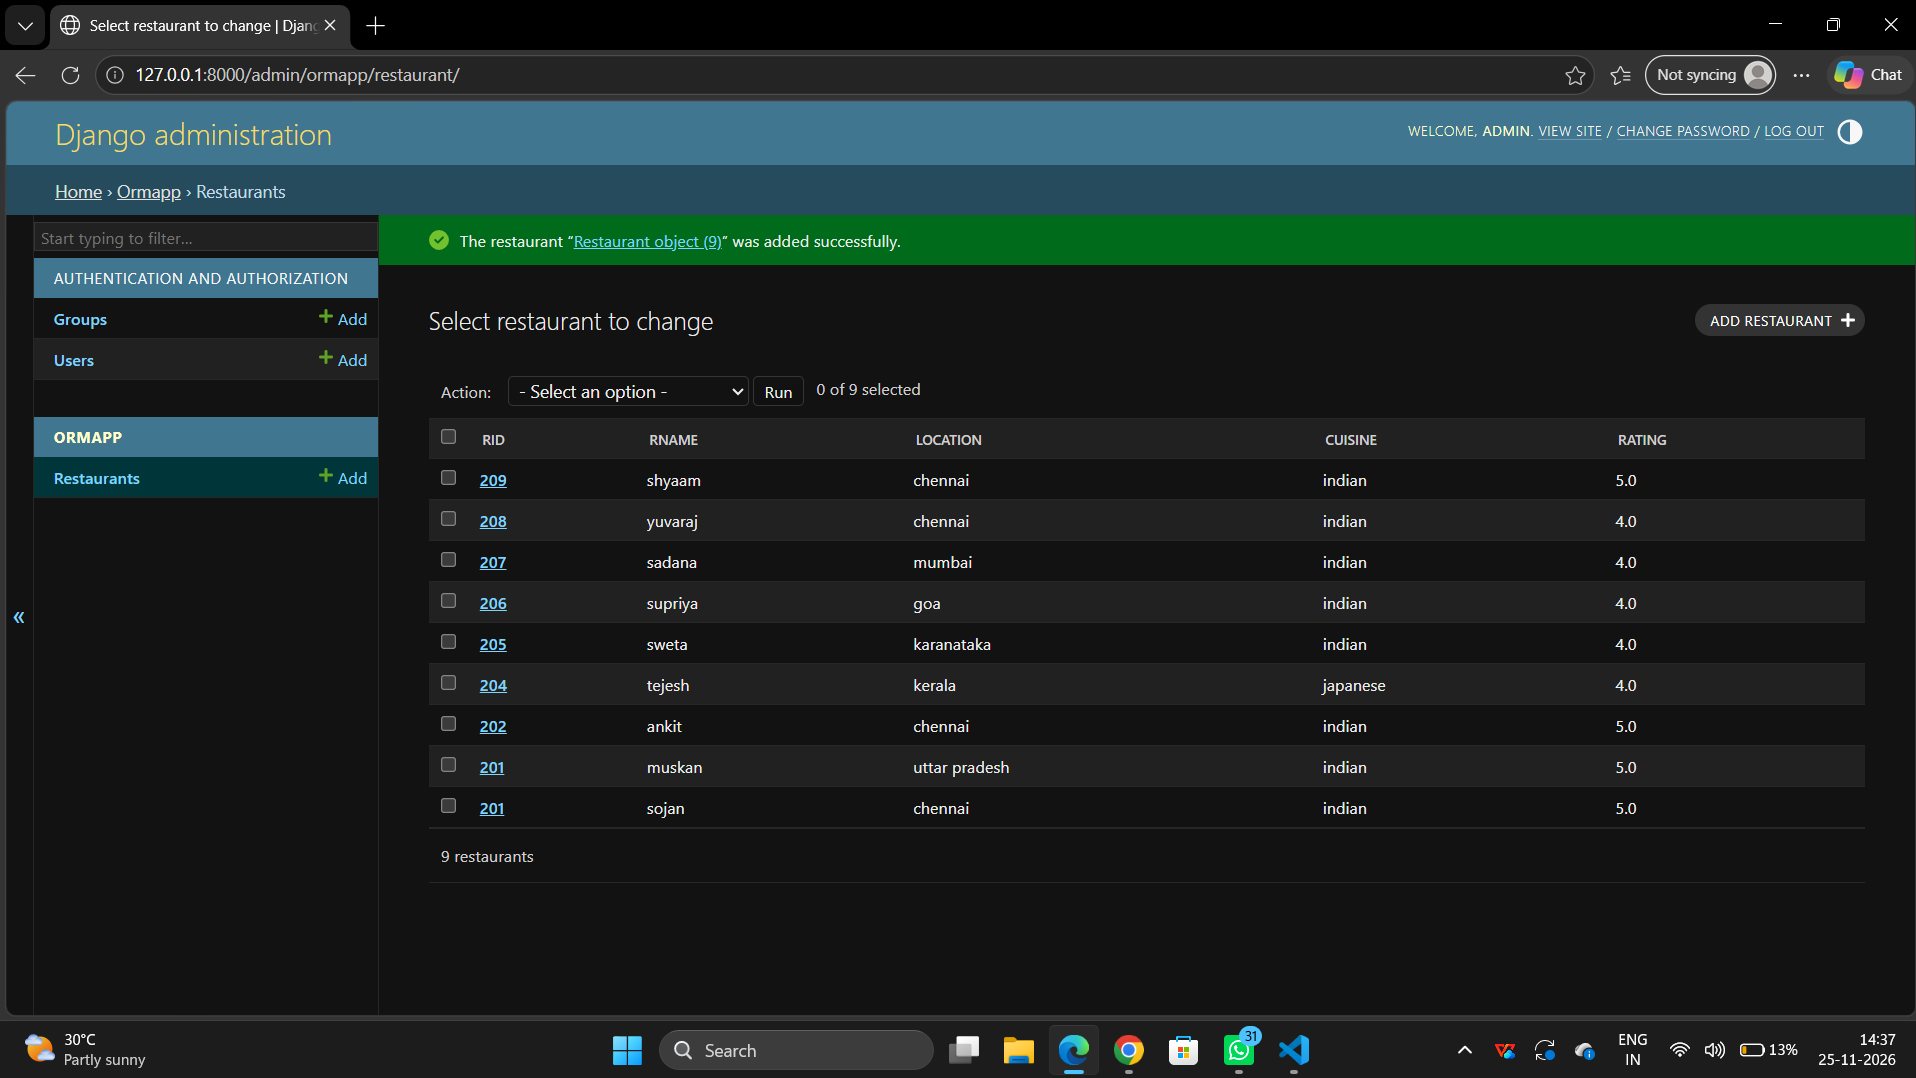 Select restaurant to change | Djang
127.0.0.1:8000/admin/ormapp/restaurant/
Not syncing
Chat
Django administration
WELCOME, ADMIN. VIEW SITE / CHANGE PASSWORD / LOG OUT
Home › Ormapp › Restaurants
Start typing to filter...
AUTHENTICATION AND AUTHORIZATION
Groups + Add
Users + Add
ORMAPP
Restaurants + Add
«
The restaurant “Restaurant object (9)” was added successfully.
Select restaurant to change
ADD RESTAURANT +
Action: - Select an option - Run 0 of 9 selected
RID RNAME LOCATION CUISINE RATING
209 shyaam chennai indian 5.0
208 yuvaraj chennai indian 4.0
207 sadana mumbai indian 4.0
206 supriya goa indian 4.0
205 sweta karanataka indian 4.0
204 tejesh kerala japanese 4.0
202 ankit chennai indian 5.0
201 muskan uttar pradesh indian 5.0
201 sojan chennai indian 5.0
9 restaurants
30°C
Partly sunny
Search
31
ENG
IN
13%
14:37
25-11-2026